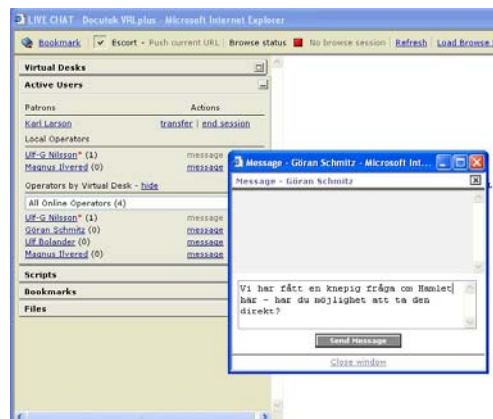 LIVE CHAT - Docutek VRLplus - Microsoft Internet Explorer
Bookmark Escort - Push current URL Browse status No browse session Refresh Load Browse
Virtual Desks
Active Users
Patrons Actions
Karl Larson transfer | end session
Local Operators
Ulf-G Nilsson* (1) message
Magnus Ilvered (0) message
Operators by Virtual Desk - hide
All Online Operators (4)
Ulf-G Nilsson* (1) message
Göran Schmitz (0) message
Ulf Bolander (0) message
Magnus Ilvered (0) message
Scripts
Bookmarks
Files
Message - Göran Schmitz - Microsoft Int...
Message - Göran Schmitz
Vi har fått en knepig fråga om Hamlet
här - har du möjlighet att ta den
direkt?
Send Message
Close window